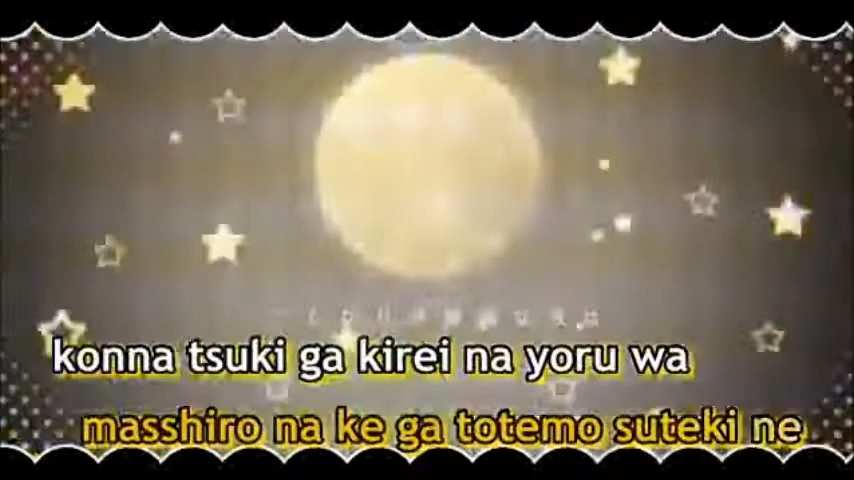 konna tsuki ga kirei na yoru wa
masshiro na ke ga totemo suteki ne